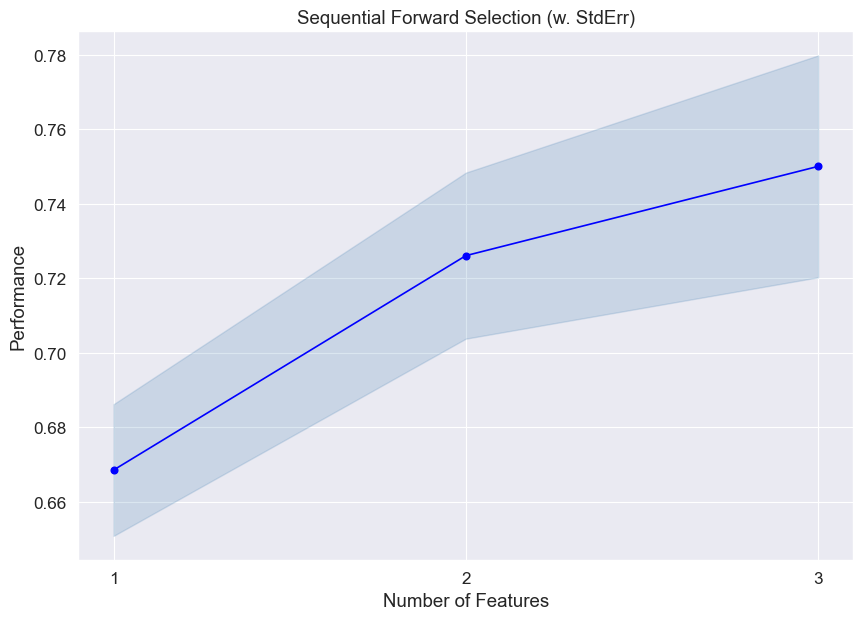 Sequential Forward Selection (w. StdErr)
0.78
0.76
0.74
0.72
0.70
0.68
0.66
Performance
1 2 3
Number of Features